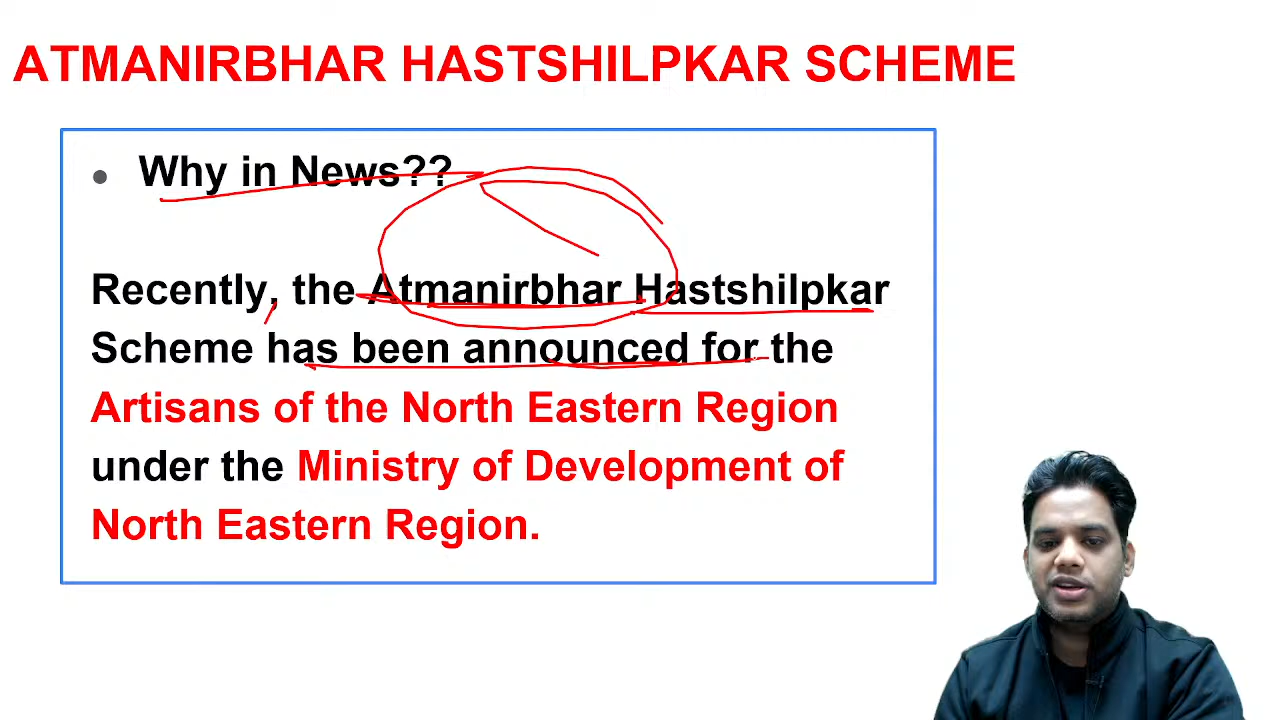 ATMANIRBHAR HASTSHILPKAR SCHEME
Why in News??
Recently, the Atmanirbhar Hastshilpkar
Scheme has been announced for the
Artisans of the North Eastern Region
under the Ministry of Development of
North Eastern Region.